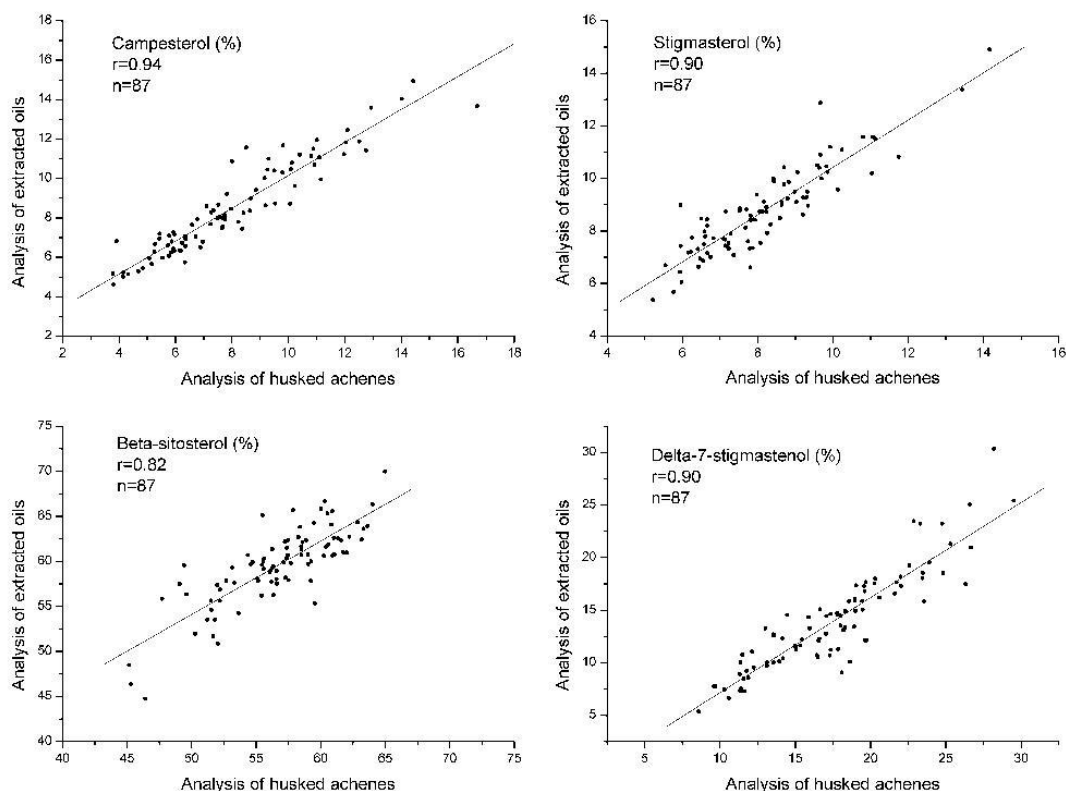 Campesterol (%)
r=0.94
n=87
Analysis of extracted oils
18
16
14
12
10
8
6
4
2
2 4 6 8 10 12 14 16 18
Analysis of husked achenes
Stigmasterol (%)
r=0.90
n=87
Analysis of extracted oils
16
14
12
10
8
6
4
4 6 8 10 12 14 16
Analysis of husked achenes
Beta-sitosterol (%)
r=0.82
n=87
Analysis of extracted oils
75
70
65
60
55
50
45
40
40 45 50 55 60 65 70 75
Analysis of husked achenes
Delta-7-stigmastenol (%)
r=0.90
n=87
Analysis of extracted oils
30
25
20
15
10
5
5 10 15 20 25 30
Analysis of husked achenes